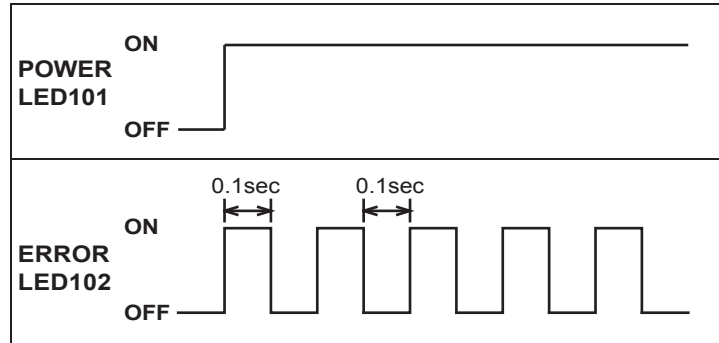 ON
POWER
LED101
OFF
0.1sec 0.1sec
ON
ERROR
LED102
OFF